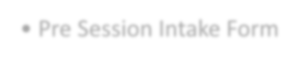 • Pre Session Intake Form